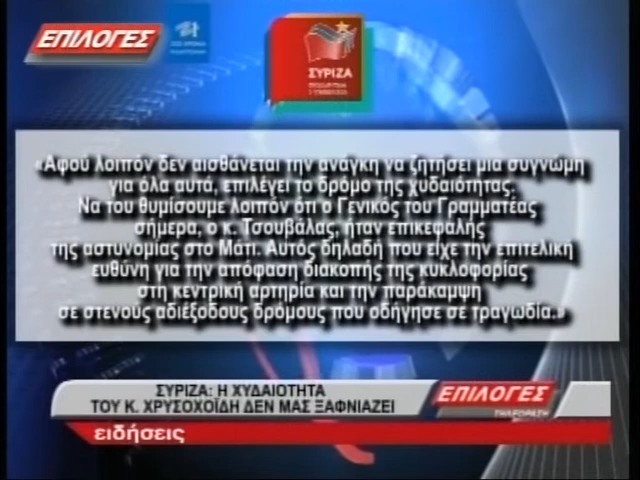 ΕΠΙΛΟΓΕΣ
ΣΥΡΙΖΑ
«Αφού λοιπόν δεν αισθάνεται την ανάγκη να ζητήσει μια συγνώμη
για όλα αυτά, επιλέγει το δρόμο της χυδαιότητας.
Να του θυμίσουμε λοιπόν ότι ο Γενικός του Γραμματέας
σήμερα, ο κ. Τσουβάλας, ήταν επικεφαλής
της αστυνομίας στο Μάτι. Αυτός δηλαδή που είχε την επιτελική
ευθύνη για την απόφαση διακοπής της κυκλοφορίας
στη κεντρική αρτηρία και την παράκαμψη
σε στενούς αδιέξοδους δρόμους που οδήγησε σε τραγωδία.»
ΣΥΡΙΖΑ: Η ΧΥΔΑΙΟΤΗΤΑ
ΤΟΥ Κ. ΧΡΥΣΟΧΟΪΔΗ ΔΕΝ ΜΑΣ ΞΑΦΝΙΑΖΕΙ
ΕΠΙΛΟΓΕΣ
ειδήσεις